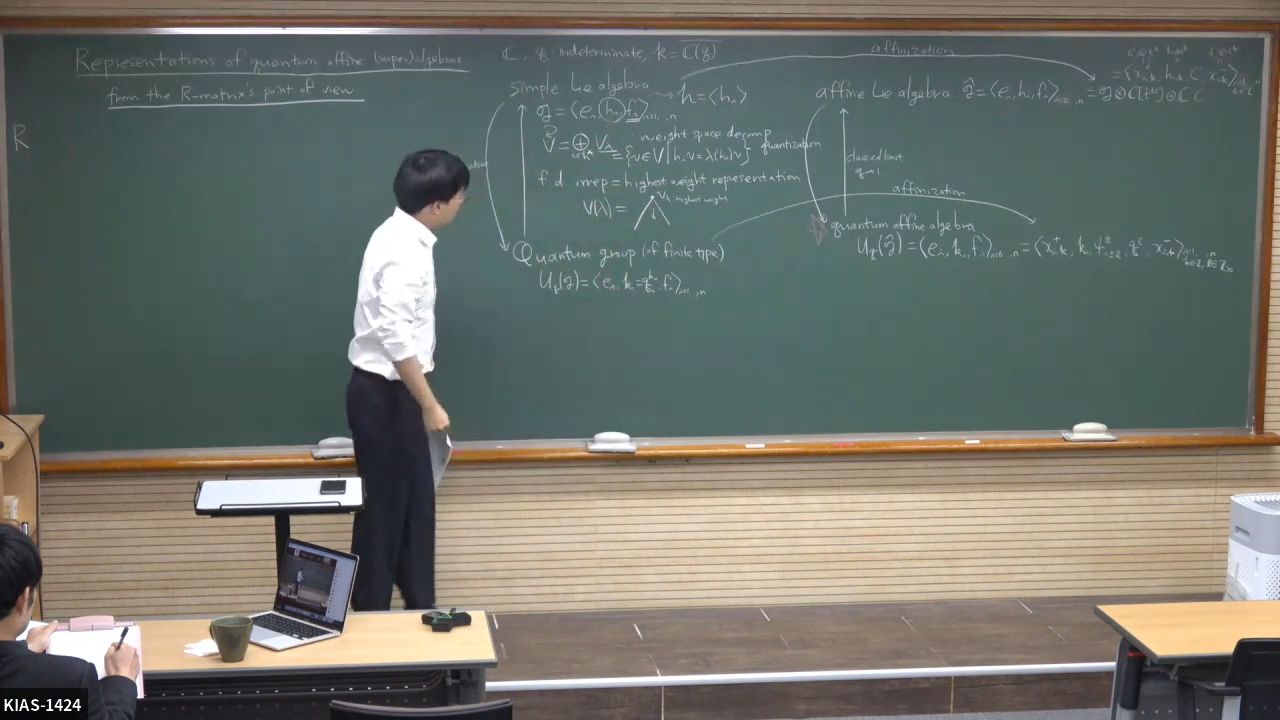 Representations of quantum affine (super)algebras
from the R-matrix's point of view
R
ℂ, q indeterminate, k = \overline{ℂ(q)}
simple Lie algebra → h = ⟨h_i⟩
g = ⟨e_i, h_i, f_i⟩_{i=1,...,n}
V = ⊕ V_λ : weight space decomp
= {v∈V | h_i v = λ(h_i)v}
f.d. irrep = highest weight representation
V(λ) = v_λ highest weight
Quantum group (of finite type)
U_q(g) = ⟨e_i, k_i = q_i^{h_i}, f_i⟩_{i=1,...,n}
affinization
affine Lie algebra ĝ = ⟨e_i, h_i, f_i⟩_{i=0,...,n} = g⊗ℂ[t^{±1}]⊕ℂC
quantization
classical limit
q→1
affinization
quantum affine algebra
U_q(ĝ) = ⟨e_i, k_i, f_i⟩_{i=0,...,n}
KIAS-1424